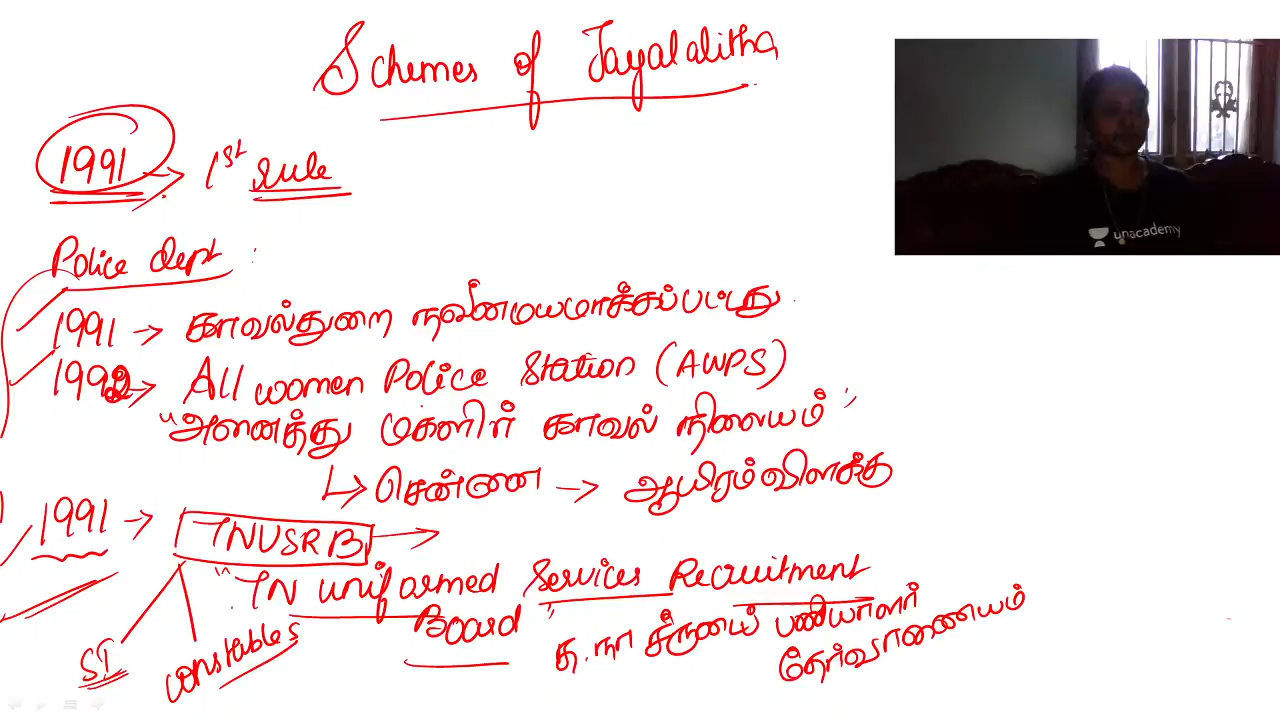 Schemes of Jayalalitha
1991 → 1st rule
Police dept :
1991 → காவல்துறை நவீனமயமாக்கப்பட்டது
1992 → All women Police Station (AWPS)
"அனைத்து மகளிர் காவல் நிலையம்"
சென்னை → ஆயிரம்விளக்கு
1991 → TNUSRB →
"TN uniformed Services Recruitment
Board"
த.நா சீருடைப் பணியாளர்
தேர்வாணையம்
SI
constables
unacademy